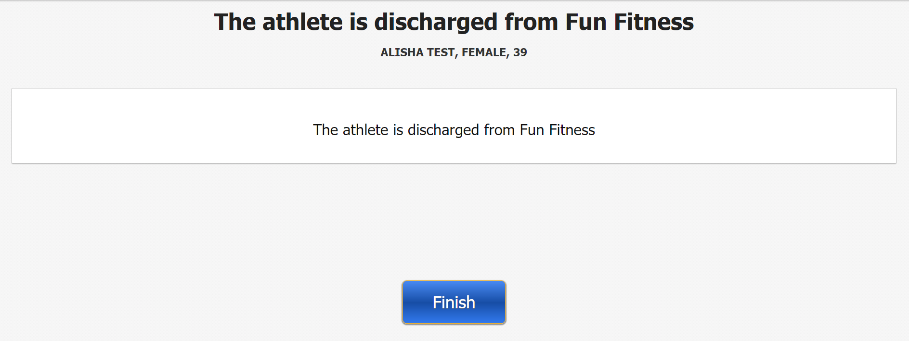 The athlete is discharged from Fun Fitness
ALISHA TEST, FEMALE, 39
The athlete is discharged from Fun Fitness
Finish